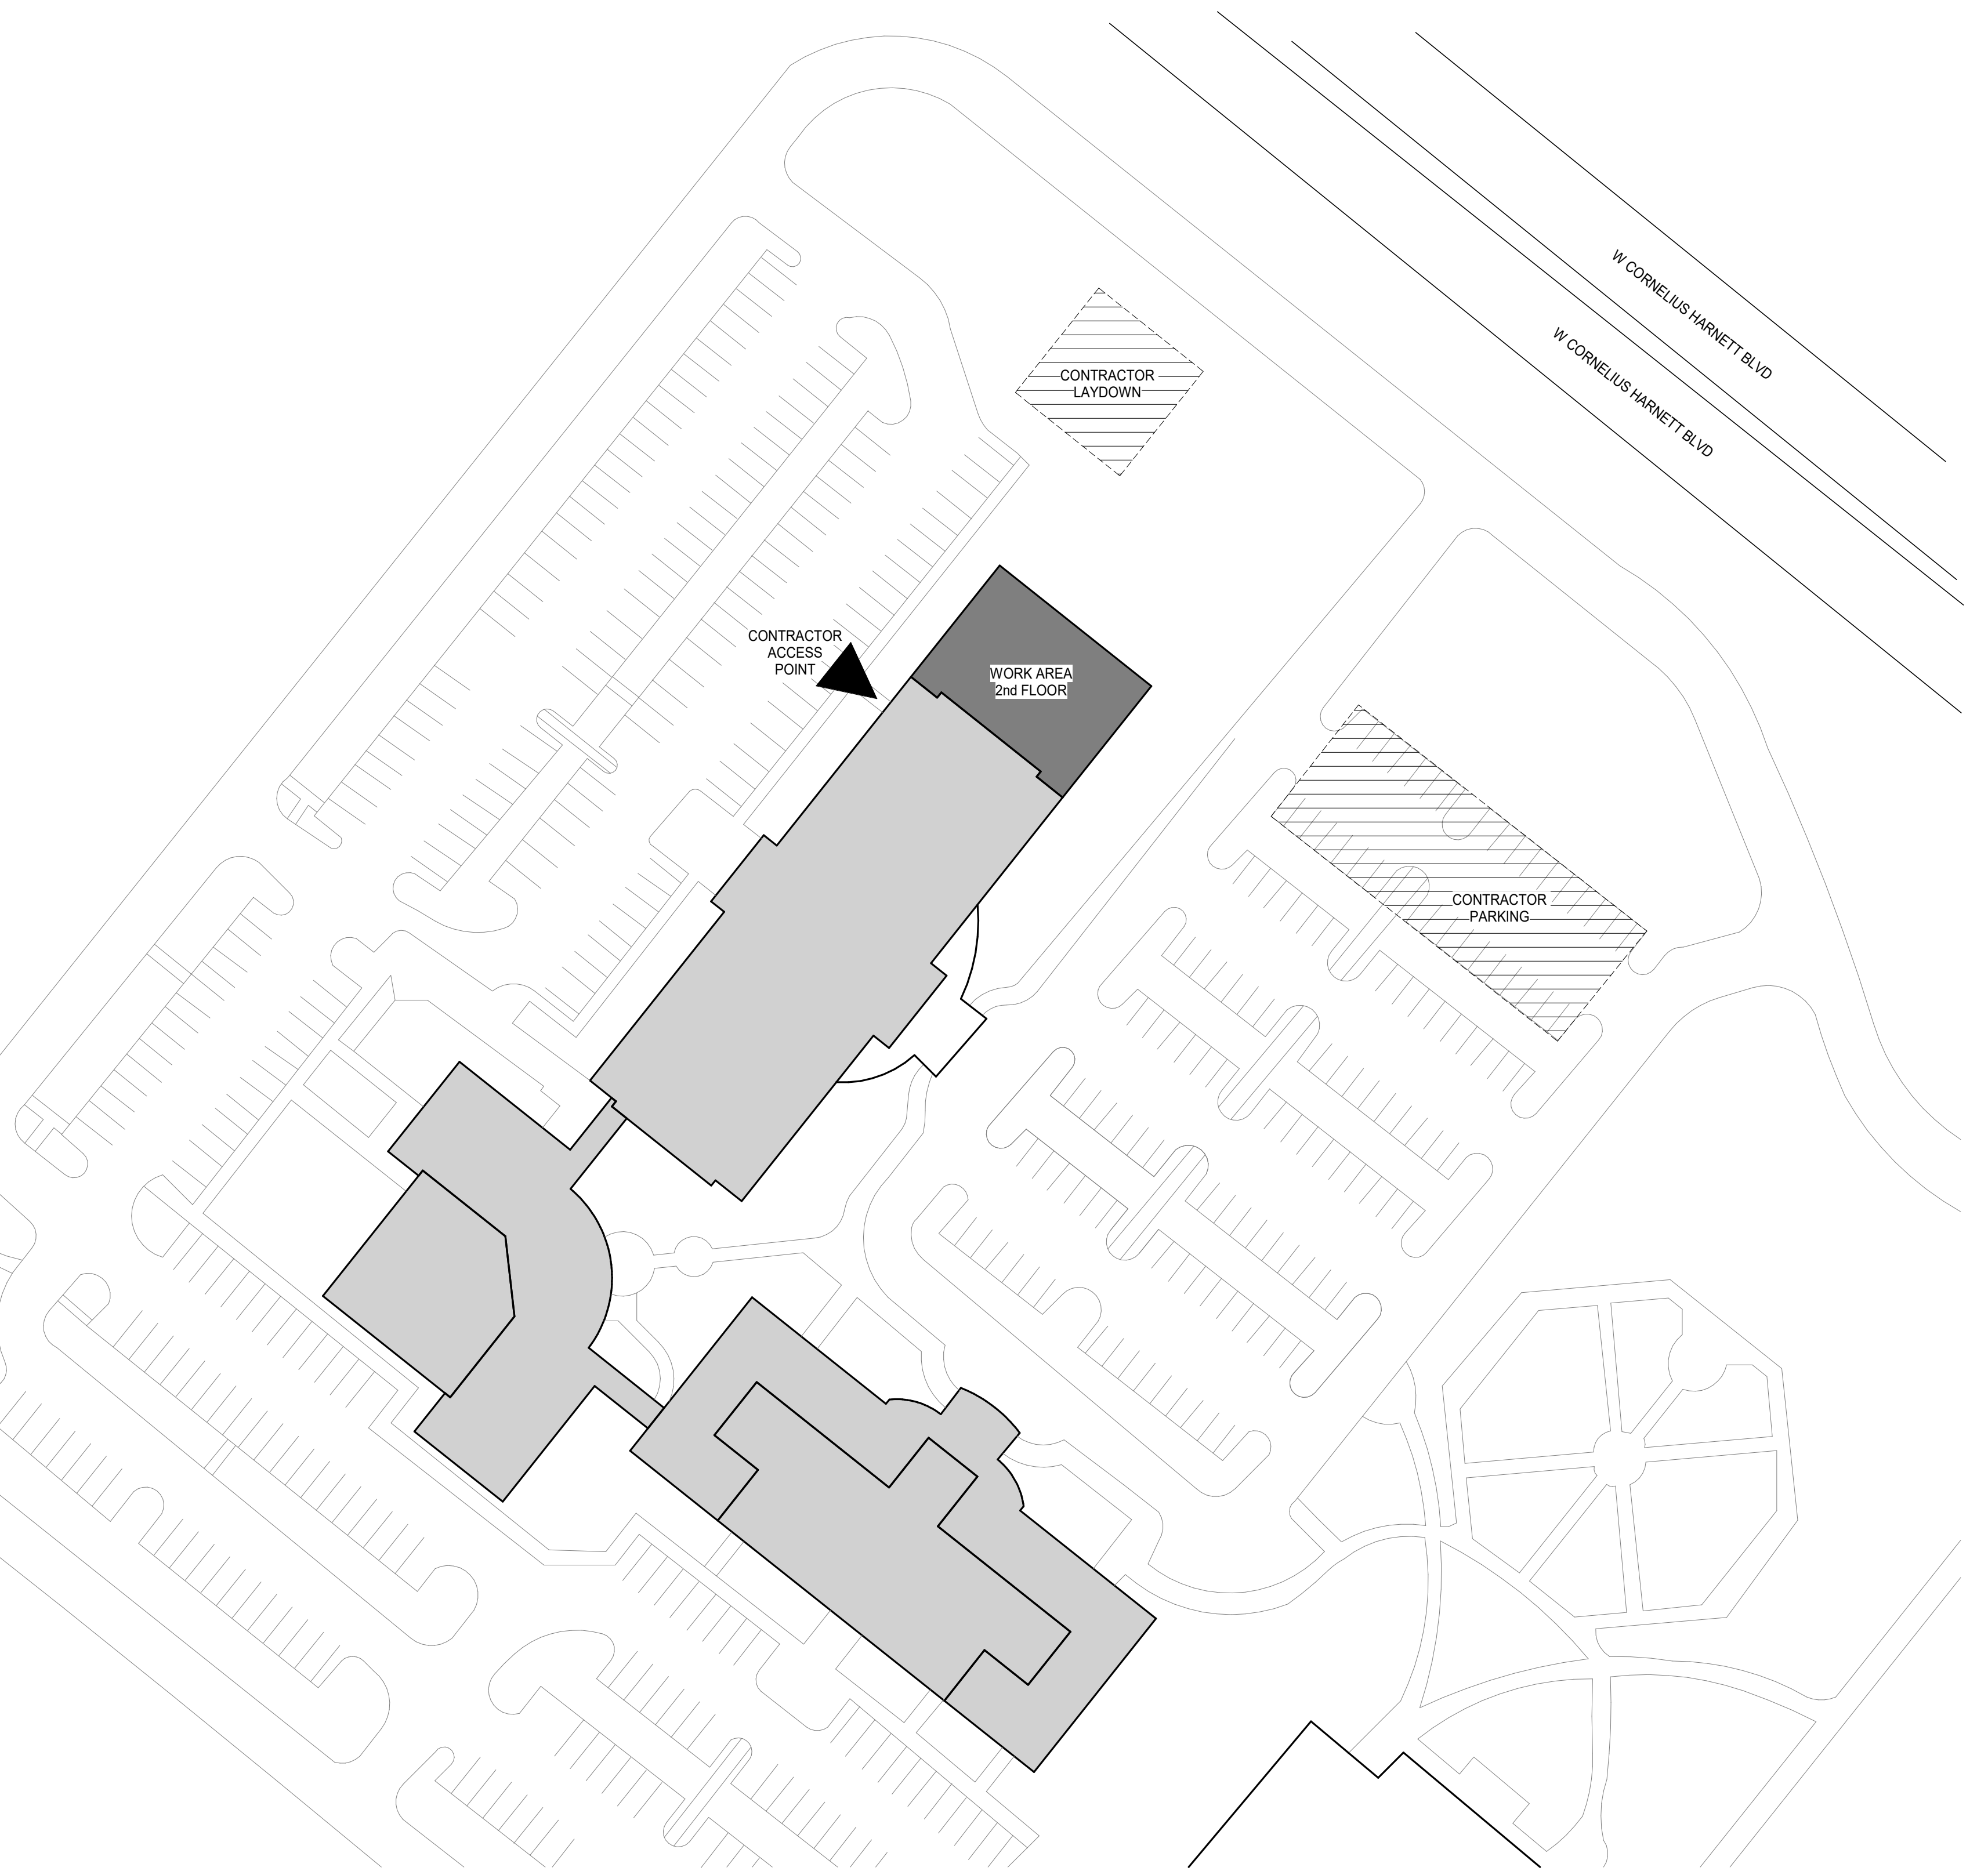 W CORNELIUS HARNETT BLVD
W CORNELIUS HARNETT BLVD
CONTRACTOR
LAYDOWN
CONTRACTOR
ACCESS
POINT
WORK AREA
2nd FLOOR
CONTRACTOR
PARKING